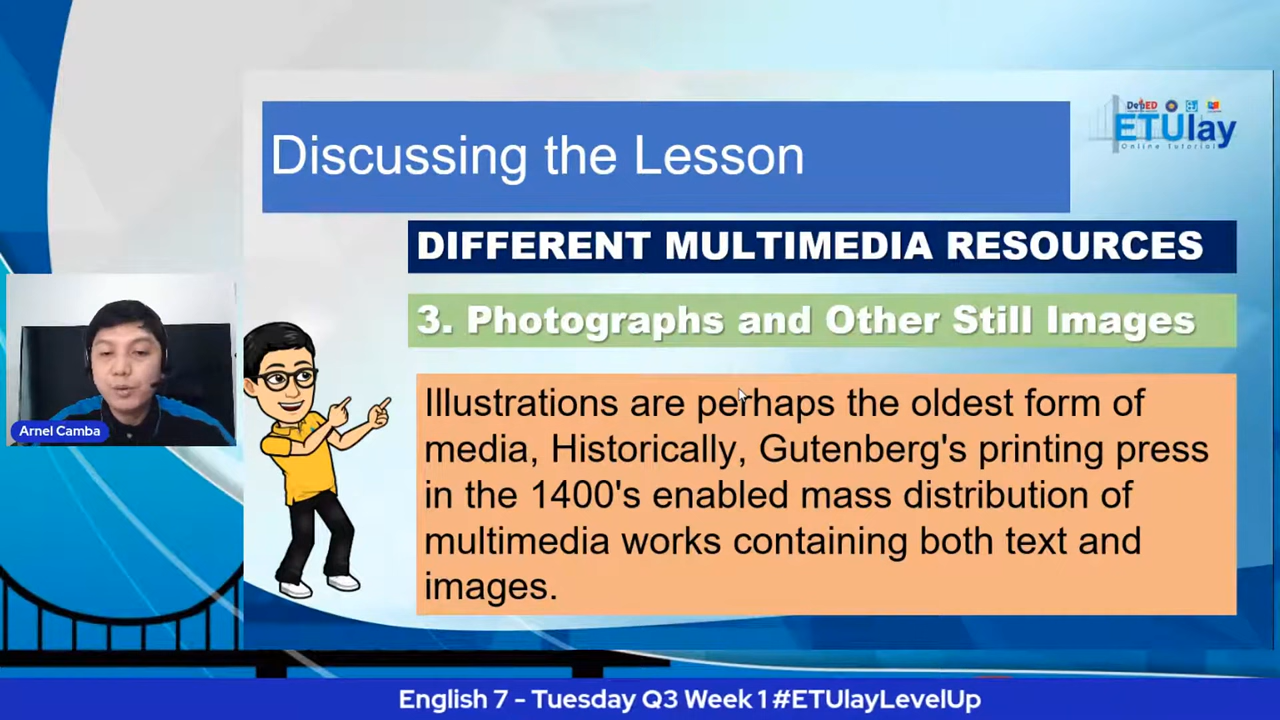 Discussing the Lesson
DepED
ETUlay
Online Tutorial
DIFFERENT MULTIMEDIA RESOURCES
3. Photographs and Other Still Images
Illustrations are perhaps the oldest form of
media, Historically, Gutenberg's printing press
in the 1400's enabled mass distribution of
multimedia works containing both text and
images.
Arnel Camba
English 7 - Tuesday Q3 Week 1 #ETUlayLevelUp